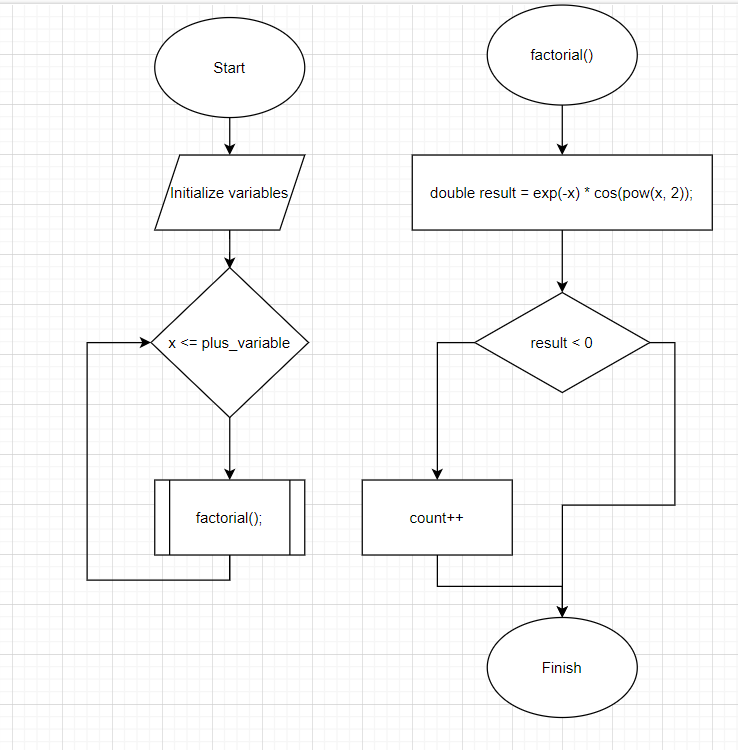 Start
Initialize variables
x <= plus_variable
factorial();
factorial()
double result = exp(-x) * cos(pow(x, 2));
result < 0
count++
Finish